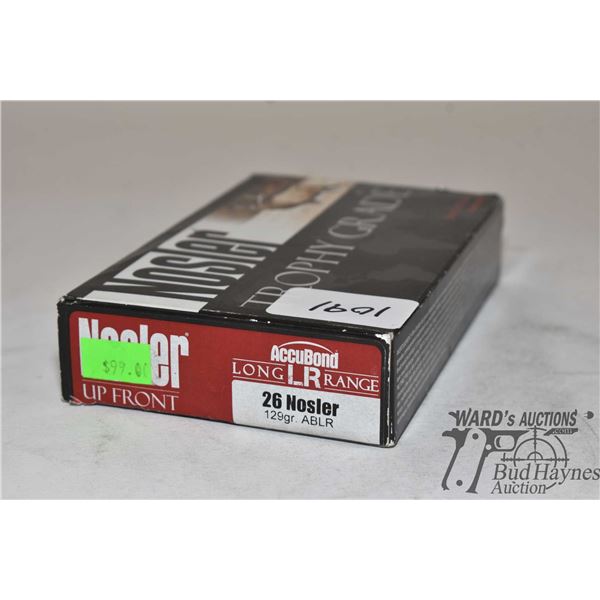 Nosler
TROPHY GRADE
1091
Nosler®
$99.00
UP FRONT
AccuBond
LONG LR RANGE
26 Nosler
129gr. ABLR
WARD's AUCTIONS
.com
Bud Haynes
Auction